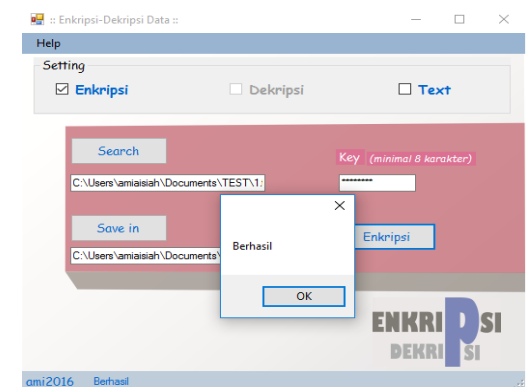 :: Enkripsi-Dekripsi Data ::
Help
Setting
Enkripsi
Dekripsi
Text
Search
Key (minimal 8 karakter)
C:\Users\amiaisiah\Documents\TEST\1.
********
Save in
Enkripsi
C:\Users\amiaisiah\Documents\
Berhasil
OK
ENKRIPSI
DEKRIPSI
ami2016 Berhasil